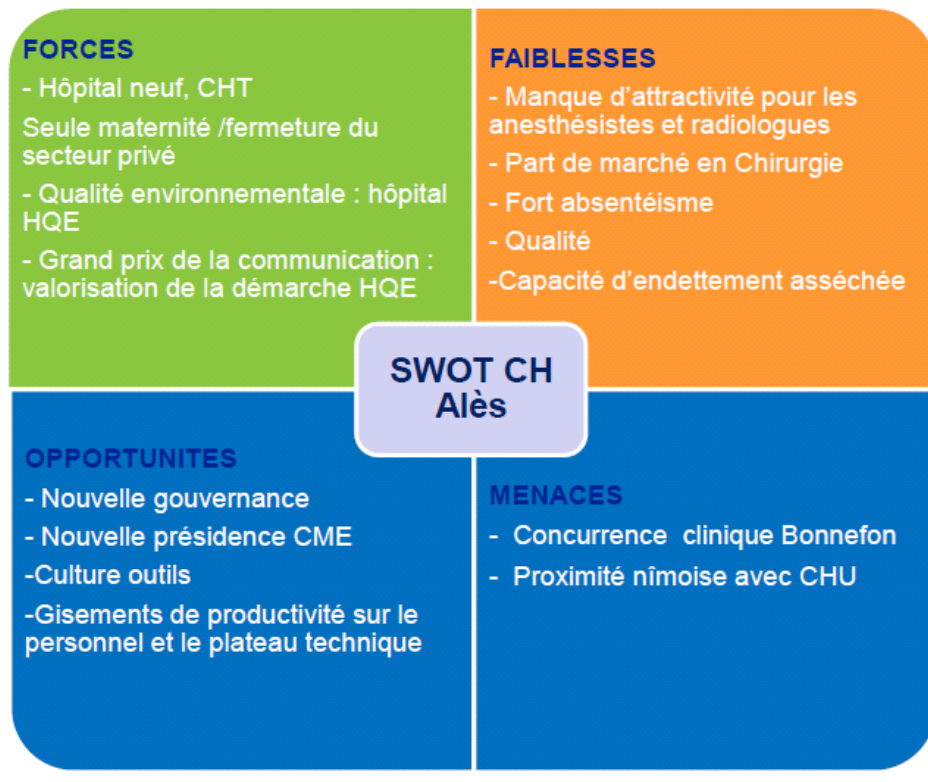 FORCES
- Hôpital neuf, CHT
Seule maternité /fermeture du
secteur privé
- Qualité environnementale : hôpital
HQE
- Grand prix de la communication :
valorisation de la démarche HQE
FAIBLESSES
- Manque d'attractivité pour les
anesthésistes et radiologues
- Part de marché en Chirurgie
- Fort absentéisme
- Qualité
-Capacité d'endettement asséchée
SWOT CH
Alès
OPPORTUNITES
- Nouvelle gouvernance
- Nouvelle présidence CME
-Culture outils
-Gisements de productivité sur le
personnel et le plateau technique
MENACES
- Concurrence clinique Bonnefon
- Proximité nîmoise avec CHU